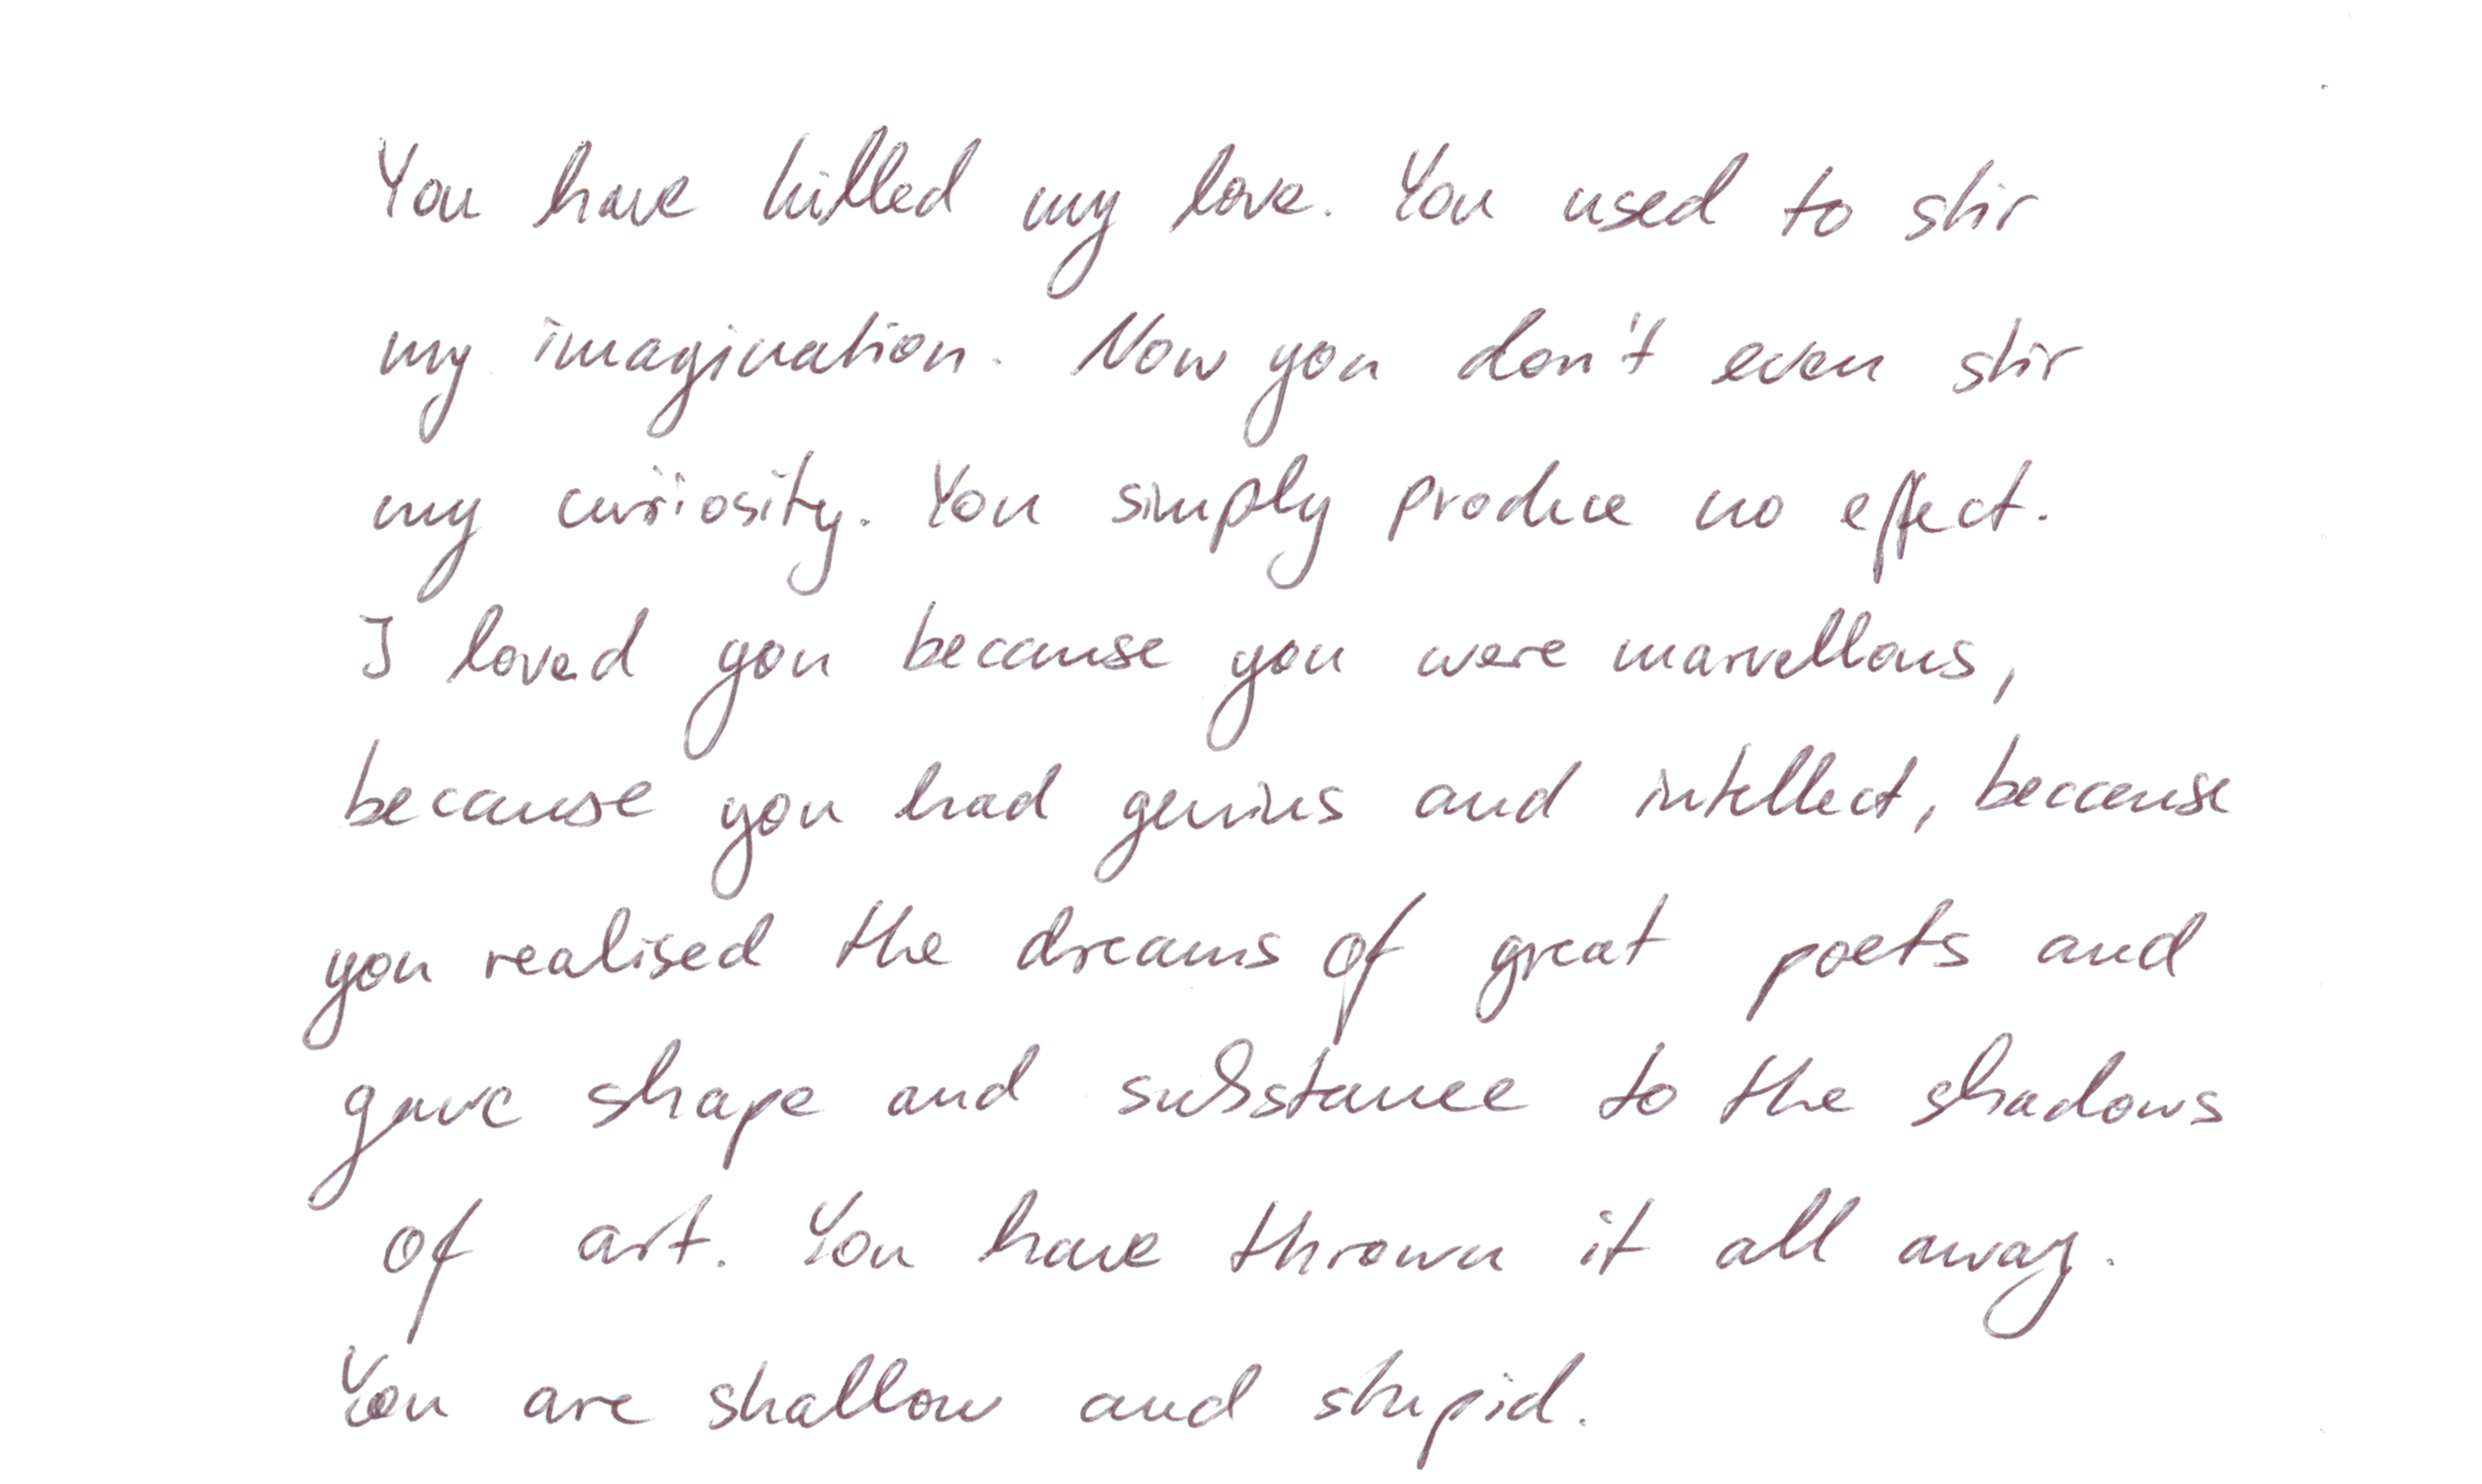 You have killed my love. You used to stir
my imagination. Now you don't even stir
my curiosity. You simply produce no effect.
I loved you because you were marvellous,
because you had genius and intellect, because
you realised the dreams of great poets and
gave shape and substance to the shadows
of art. You have thrown it all away.
You are shallow and stupid.